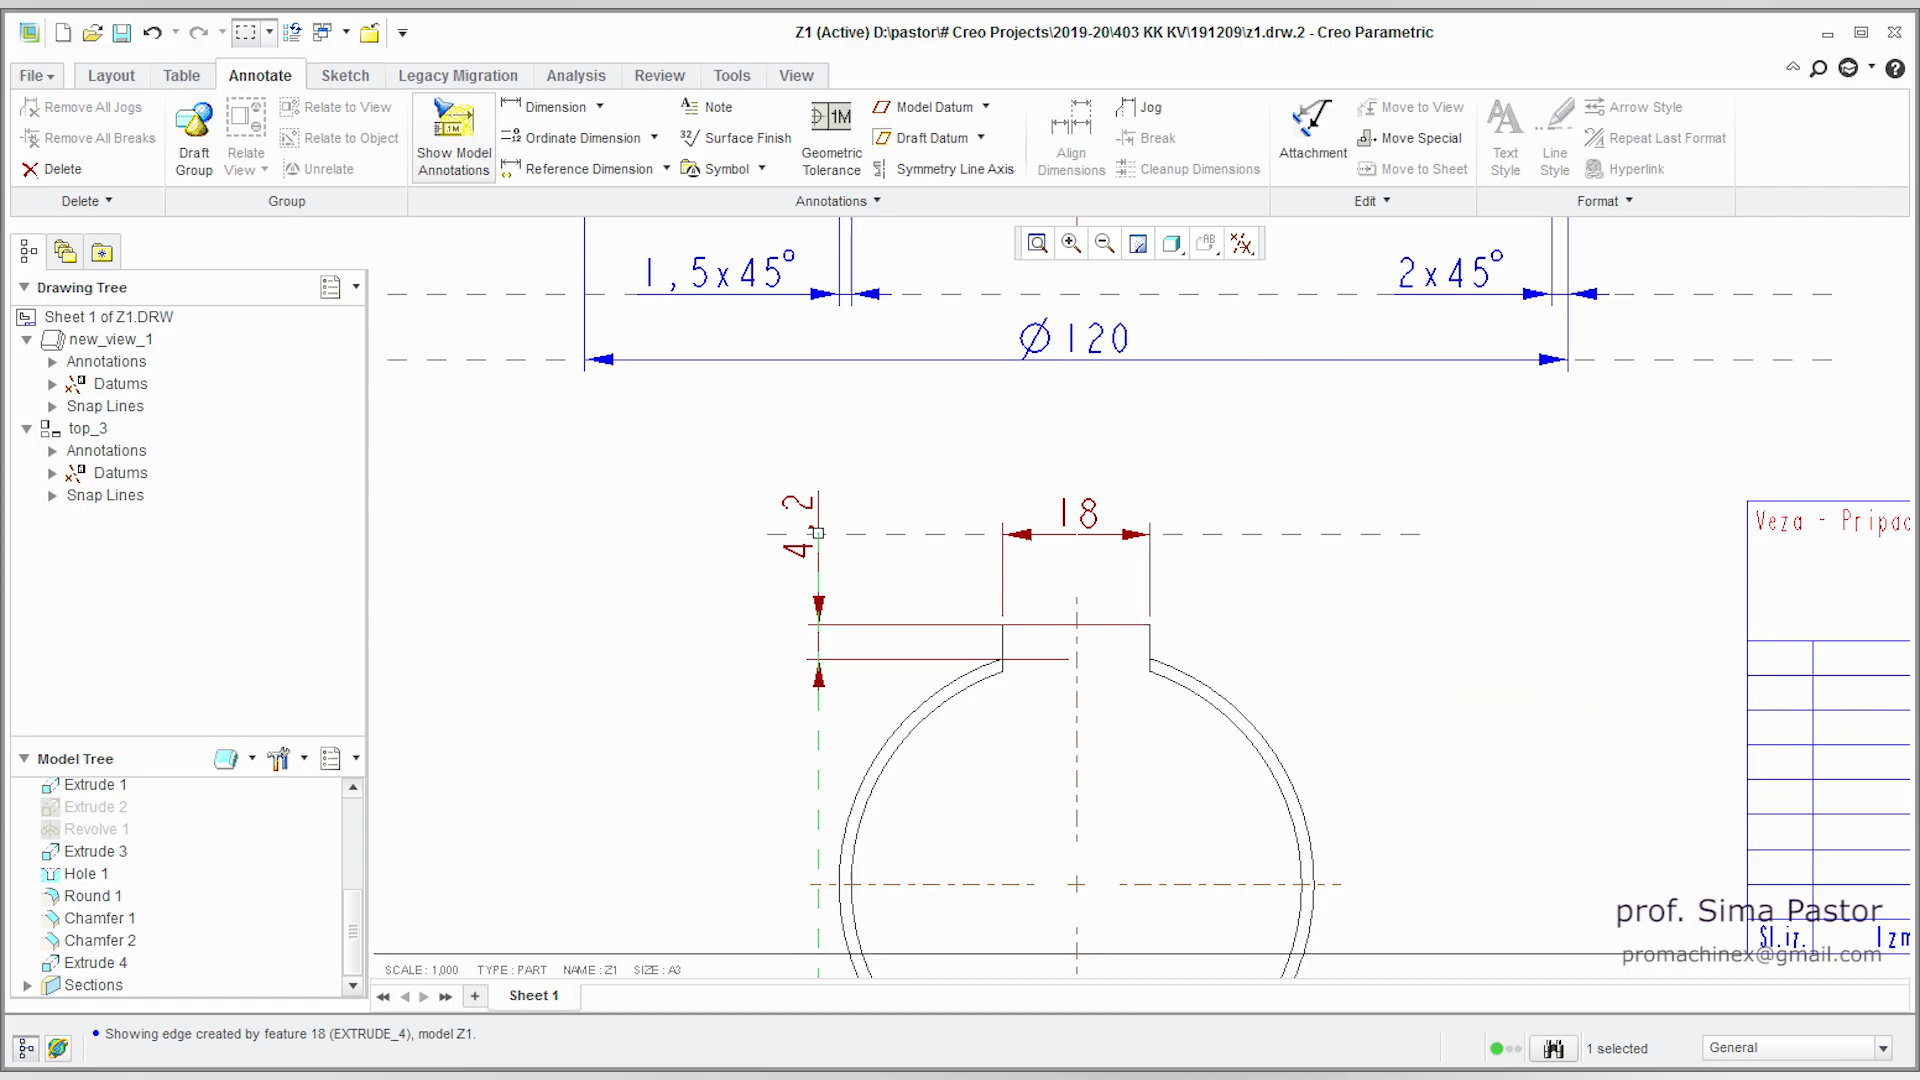 Z1 (Active) D:\pastor\# Creo Projects\2019-20\403 KK KV\191209\z1.drw.2 - Creo Parametric
File Layout Table Annotate Sketch Legacy Migration Analysis Review Tools View
Remove All Jogs
Remove All Breaks
Delete
Delete
Draft Group
Relate View
Relate to View
Relate to Object
Unrelate
Group
Show Model Annotations
Dimension
Ordinate Dimension
Reference Dimension
Note
Surface Finish
Symbol
Geometric Tolerance
Model Datum
Draft Datum
Symmetry Line Axis
Align Dimensions
Jog
Break
Cleanup Dimensions
Annotations
Attachment
Move to View
Move Special
Move to Sheet
Edit
Text Style
Line Style
Arrow Style
Repeat Last Format
Hyperlink
Format
Drawing Tree
Sheet 1 of Z1.DRW
new_view_1
Annotations
Datums
Snap Lines
top_3
Annotations
Datums
Snap Lines
Model Tree
Extrude 1
Extrude 2
Revolve 1
Extrude 3
Hole 1
Round 1
Chamfer 1
Chamfer 2
Extrude 4
Sections
1,5x45°
2x45°
Ø120
4,2
18
Veza - Pripac
Sl.iz.
Izm
prof. Sima Pastor
promachinex@gmail.com
SCALE : 1,000 TYPE : PART NAME : Z1 SIZE : A3
Sheet 1
Showing edge created by feature 18 (EXTRUDE_4), model Z1.
1 selected
General